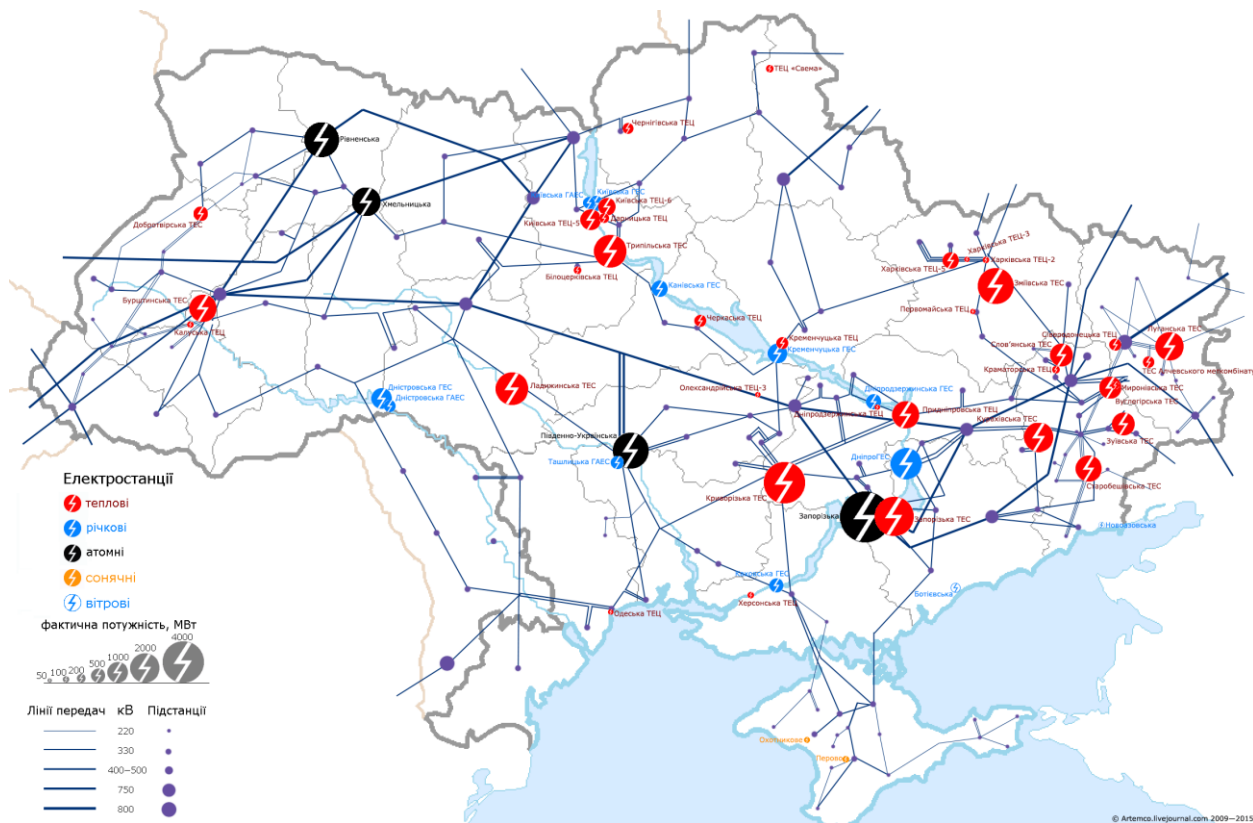 ТЕЦ «Свема»
Чернігівська ТЕЦ
Рівненська
Хмельницька
Київська ГАЕС
Київська ГЕС
Київська ТЕЦ-6
Київська ТЕЦ-5
Дарницька ТЕЦ
Добротвірська ТЕС
Трипільська ТЕС
Білоцерківська ТЕЦ
Канівська ГЕС
Харківська ТЕЦ-3
Харківська ТЕЦ-2
Харківська ТЕЦ-5
Зміївська ТЕС
Бурштинська ТЕС
Калуська ТЕЦ
Черкаська ТЕЦ
Первомайська ТЕЦ
Кременчуцька ТЕЦ
Кременчуцька ГЕС
Сєвєродонецька ТЕЦ
Луганська ТЕС
Слов'янська ТЕС
Краматорська ТЕЦ
ТЕС Алчевського меткомбінату
Миронівська ТЕС
Вуглегірська ТЕС
Ладижинська ТЕС
Дністровська ГЕС
Дністровська ГАЕС
Олександрійська ТЕЦ-3
Дніпродзержинська ГЕС
Дніпродзержинська ТЕЦ
Придніпровська ТЕЦ
Курахівська ТЕС
Зуївська ТЕС
Південно-Українська
Ташлицька ГАЕС
ДніпроГЕС
Криворізька ТЕС
Старобешівська ТЕС
Запорізька
Запорізька ТЕС
Новоазовська
Каховська ГЕС
Херсонська ТЕЦ
Ботієвська
Одеська ТЕЦ
Охотникове
Перовое
Електростанції
теплові
річкові
атомні
сонячні
вітрові
фактична потужність, МВт
50 100 200 500 1000 2000 4000
Лінії передач кВ Підстанції
220
330
400—500
750
800
© Artemco.livejournal.com 2009—2015